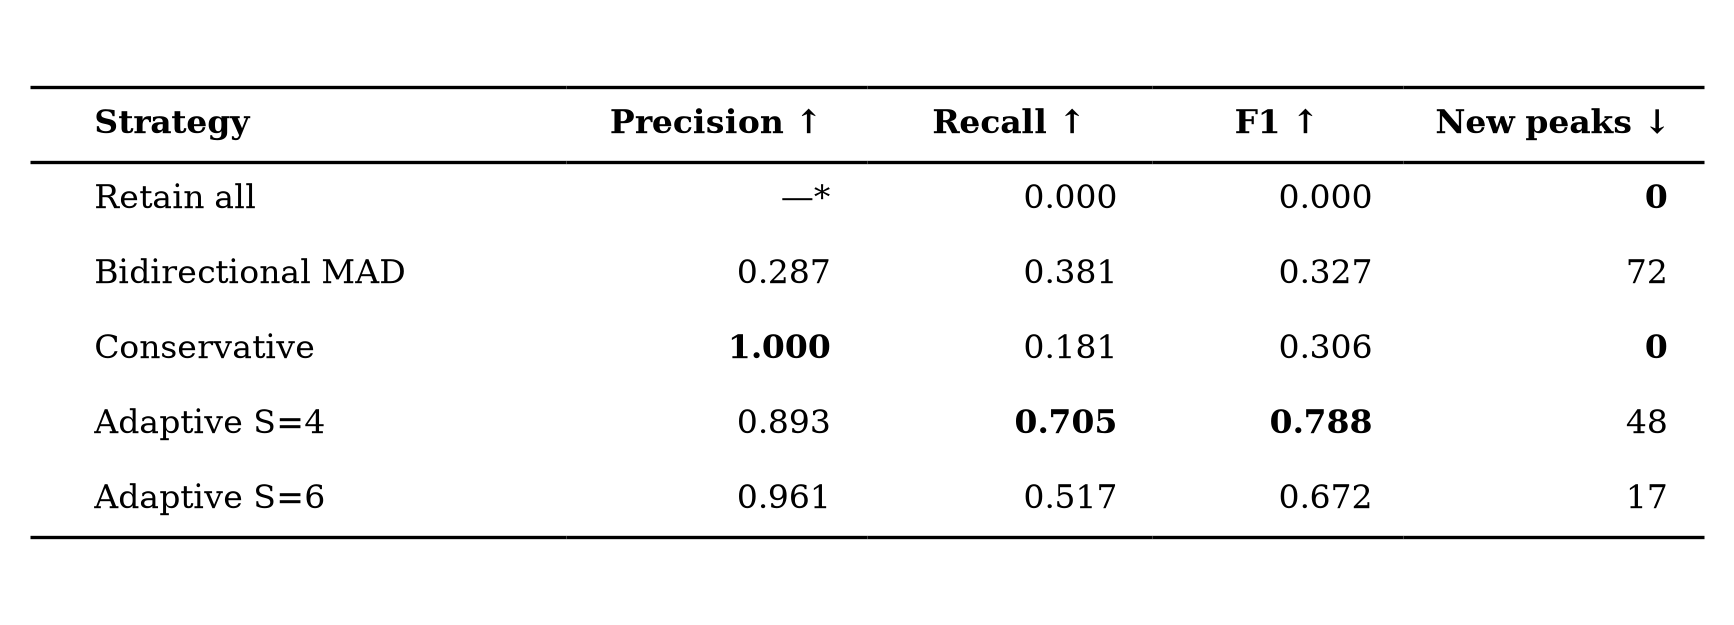 Strategy Precision ↑ Recall ↑ F1 ↑ New peaks ↓
Retain all —* 0.000 0.000 0
Bidirectional MAD 0.287 0.381 0.327 72
Conservative 1.000 0.181 0.306 0
Adaptive S=4 0.893 0.705 0.788 48
Adaptive S=6 0.961 0.517 0.672 17